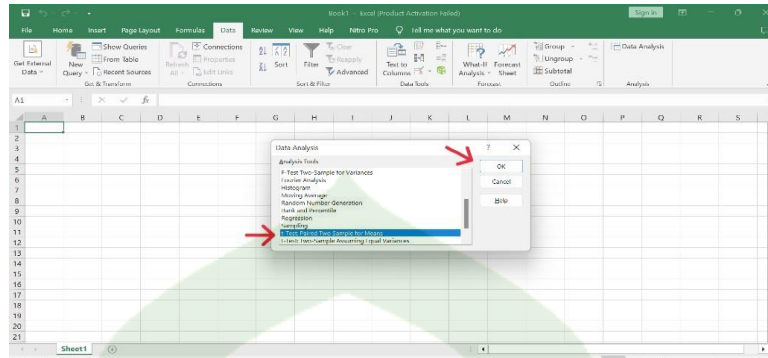 Book1 - Excel (Product Activation Failed)
Sign in
File Home Insert Page Layout Formulas Data Review View Help Nitro Pro Tell me what you want to do
Get External Data
New Query
Show Queries
From Table
Recent Sources
Get & Transform
Refresh All
Connections
Properties
Edit Links
Connections
Sort
Filter
Clear
Reapply
Advanced
Sort & Filter
Text to Columns
Data Tools
What-If Analysis
Forecast Sheet
Forecast
Group
Ungroup
Subtotal
Outline
Data Analysis
Analysis
A1 fx
A B C D E F G H I J K L M N O P Q R S
1
2
3
4
5
6
7
8
9
10
11
12
13
14
15
16
17
18
19
20
21
Data Analysis ? ×
Analysis Tools
F-Test Two-Sample for Variances
Fourier Analysis
Histogram
Moving Average
Random Number Generation
Rank and Percentile
Regression
Sampling
t-Test: Paired Two Sample for Means
t-Test: Two-Sample Assuming Equal Variances
OK
Cancel
Help
Sheet1